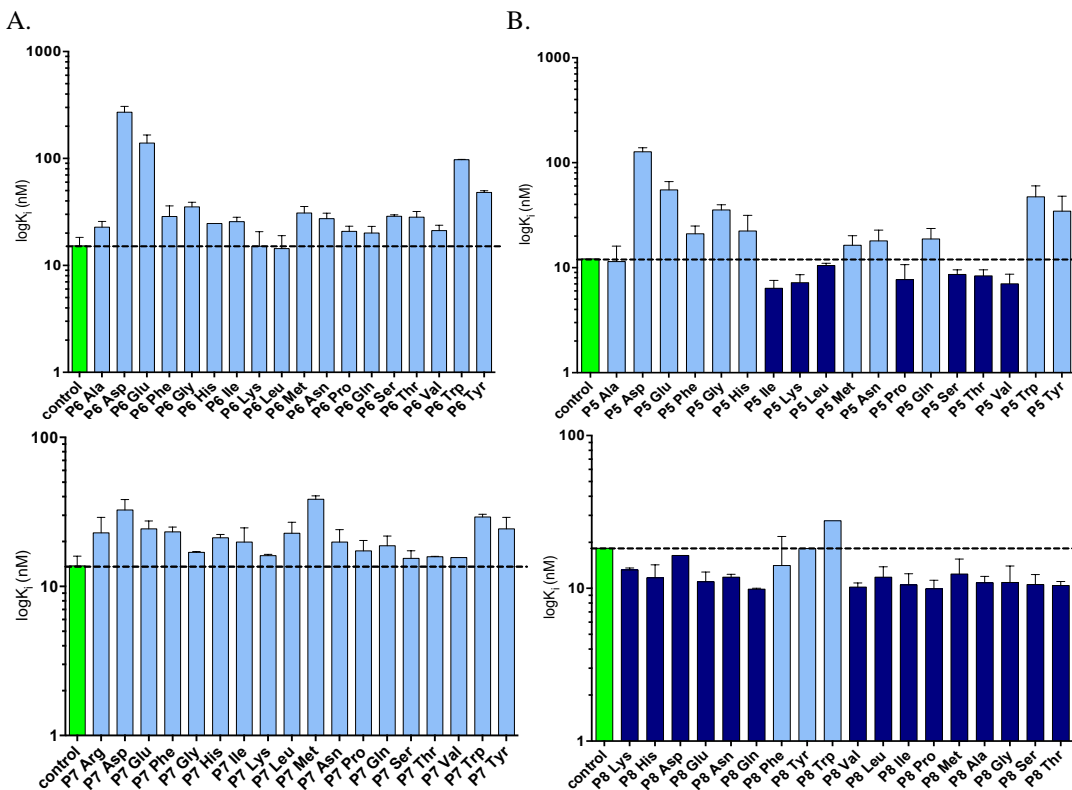 A.
B.
1000
100
10
1
logKi (nM)
control
P6 Ala
P6 Asp
P6 Glu
P6 Phe
P6 Gly
P6 His
P6 Ile
P6 Lys
P6 Leu
P6 Met
P6 Asn
P6 Pro
P6 Gln
P6 Ser
P6 Thr
P6 Val
P6 Trp
P6 Tyr
1000
100
10
1
logKi (nM)
control
P5 Ala
P5 Asp
P5 Glu
P5 Phe
P5 Gly
P5 His
P5 Ile
P5 Lys
P5 Leu
P5 Met
P5 Asn
P5 Pro
P5 Gln
P5 Ser
P5 Thr
P5 Val
P5 Trp
P5 Tyr
100
10
1
logKi (nM)
control
P7 Arg
P7 Asp
P7 Glu
P7 Phe
P7 Gly
P7 His
P7 Ile
P7 Lys
P7 Leu
P7 Met
P7 Asn
P7 Pro
P7 Gln
P7 Ser
P7 Thr
P7 Val
P7 Trp
P7 Tyr
100
10
1
logKi (nM)
control
P8 Lys
P8 His
P8 Asp
P8 Glu
P8 Asn
P8 Gln
P8 Phe
P8 Tyr
P8 Trp
P8 Val
P8 Leu
P8 Ile
P8 Pro
P8 Met
P8 Ala
P8 Gly
P8 Ser
P8 Thr